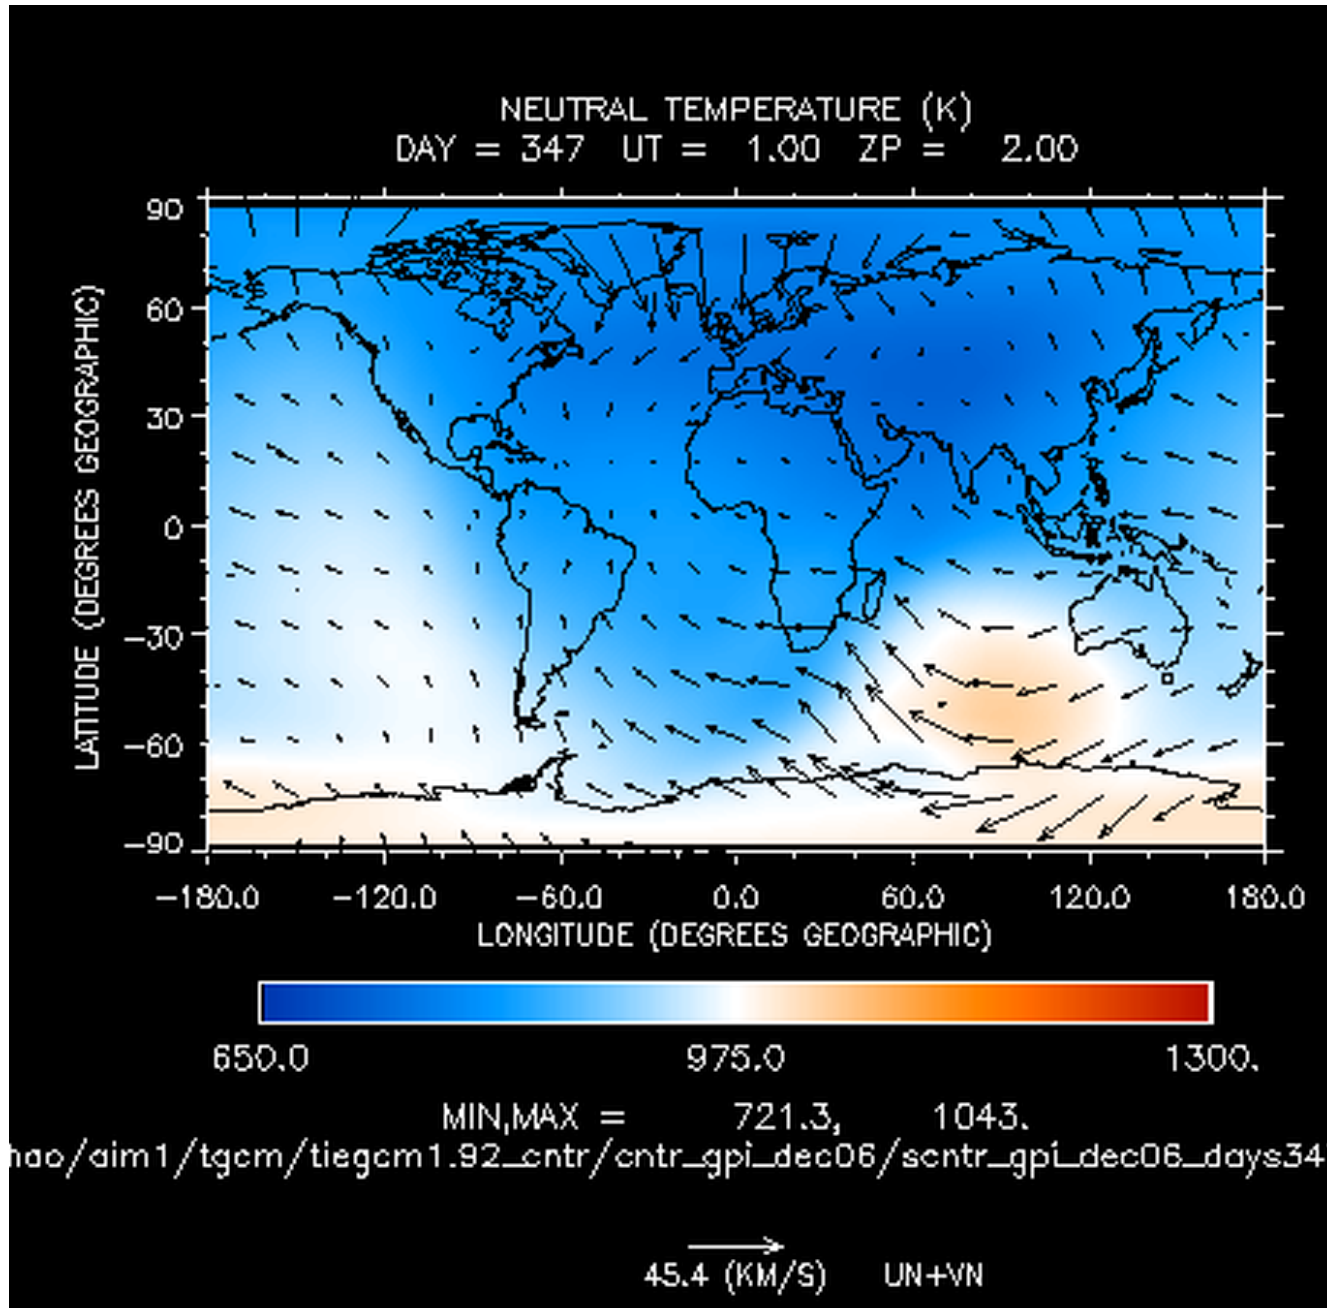 NEUTRAL TEMPERATURE (K)
DAY = 347 UT = 1.00 ZP = 2.00
90
60
30
0
−30
−60
−90
LATITUDE (DEGREES GEOGRAPHIC)
−180.0 −120.0 −60.0 0.0 60.0 120.0 180.0
LONGITUDE (DEGREES GEOGRAPHIC)
650.0 975.0 1300.
MIN,MAX = 721.3, 1043.
hao/aim1/tgcm/tiegcm1.92_cntr/cntr_gpi_dec06/scntr_gpi_dec06_days34
45.4 (KM/S) UN+VN